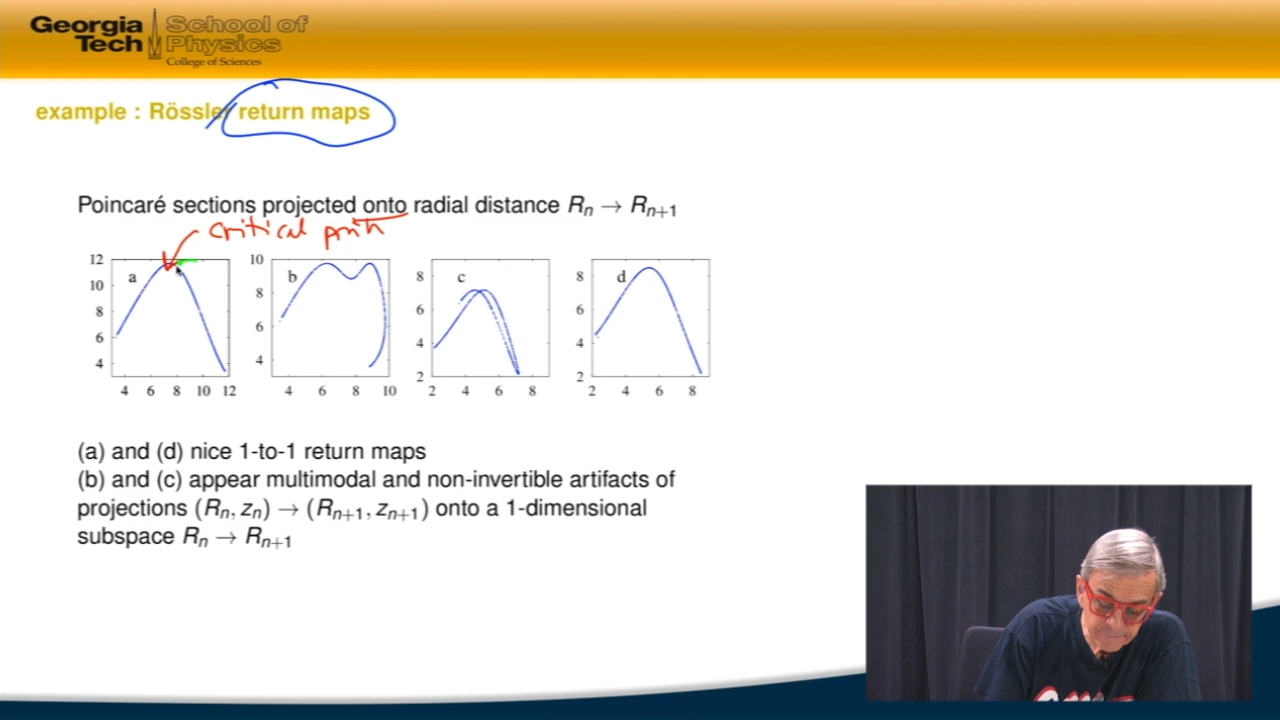 Georgia Tech
School of Physics
College of Sciences
example : Rössler return maps
Poincaré sections projected onto radial distance Rn → Rn+1
critical
12 10 8 6 4
a
4 6 8 10 12
10 8 6 4
b
4 6 8 10
8 6 4 2
c
2 4 6 8
8 6 4 2
d
2 4 6 8
(a) and (d) nice 1-to-1 return maps
(b) and (c) appear multimodal and non-invertible artifacts of
projections (Rn, zn) → (Rn+1, zn+1) onto a 1-dimensional
subspace Rn → Rn+1